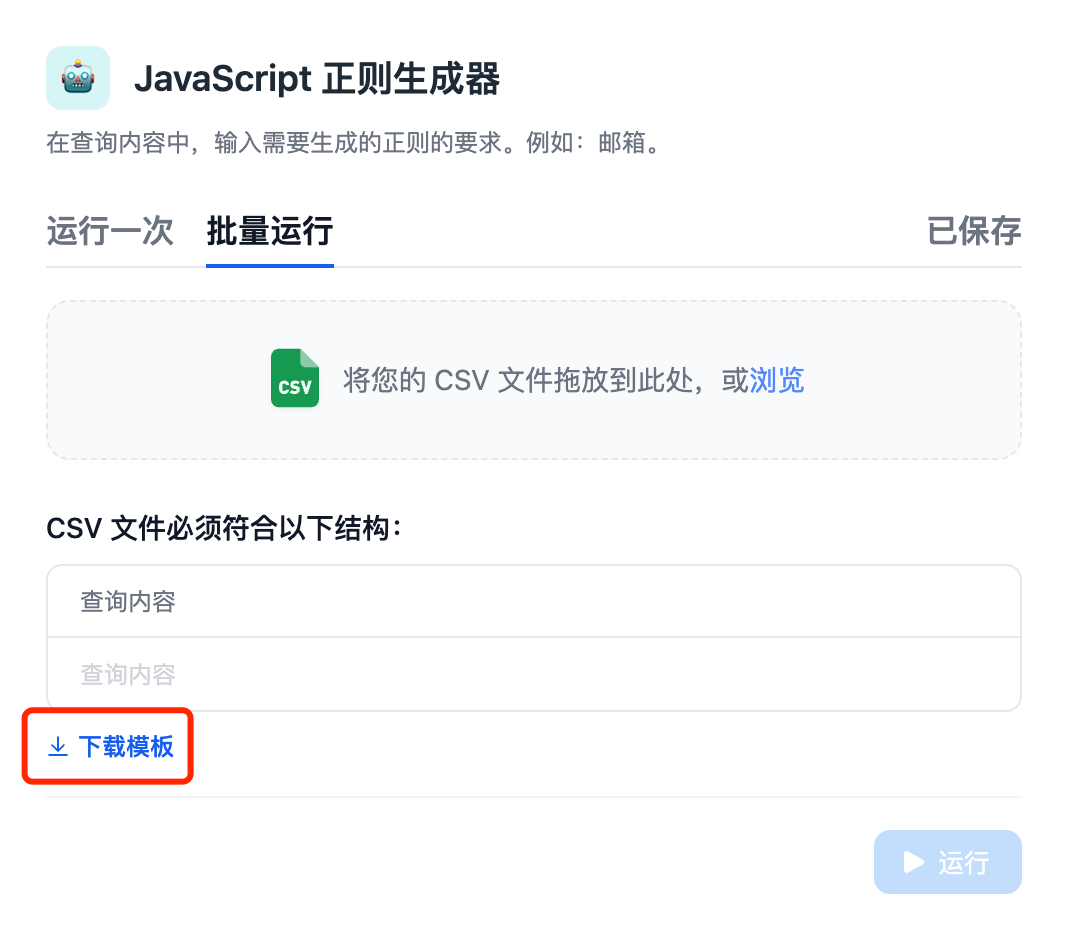 JavaScript 正则生成器
在查询内容中，输入需要生成的正则的要求。例如：邮箱。
运行一次 批量运行 已保存
CSV 将您的 CSV 文件拖放到此处，或浏览
CSV 文件必须符合以下结构：
查询内容
查询内容
下载模板
运行